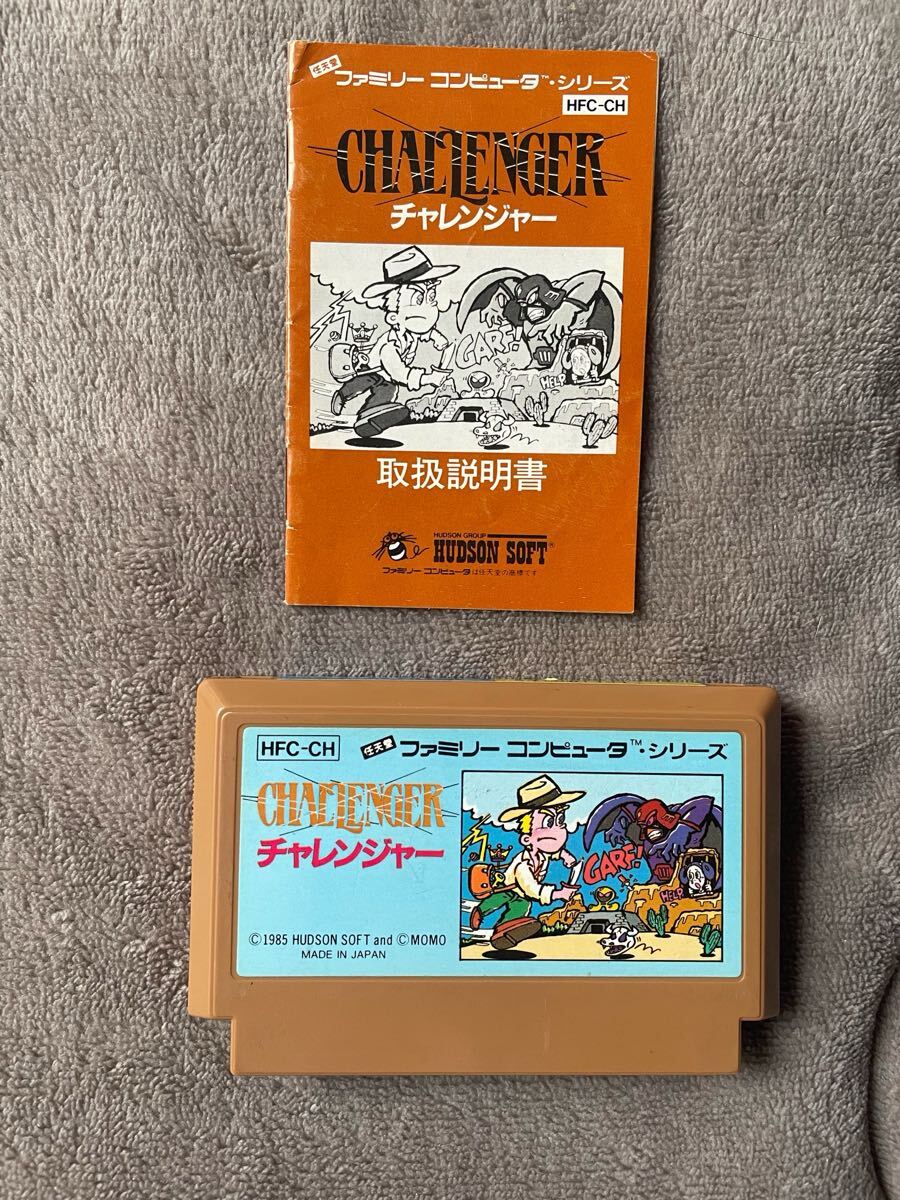 任天堂 ファミリー コンピュータ™・シリーズ
HFC-CH
CHALLENGER
チャレンジャー
GARF!
HELP
取扱説明書
HUDSON GROUP
HUDSON SOFT®
ファミリー コンピュータは任天堂の商標です
HFC-CH
任天堂 ファミリー コンピュータ™・シリーズ
CHALLENGER
チャレンジャー
GARF!
HELP
©1985 HUDSON SOFT and ©MOMO
MADE IN JAPAN